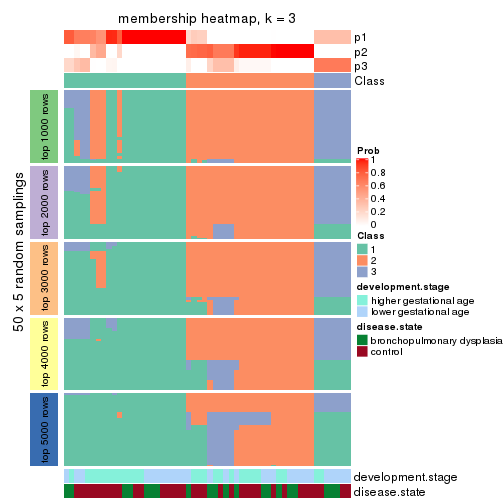 membership heatmap, k = 3
p1
p2
p3
Class
50 x 5 random samplings
top 1000 rows
top 2000 rows
top 3000 rows
top 4000 rows
top 5000 rows
Prob
1
0.8
0.6
0.4
0.2
0
Class
1
2
3
development.stage
higher gestational age
lower gestational age
disease.state
bronchopulmonary dysplasia
control
development.stage
disease.state